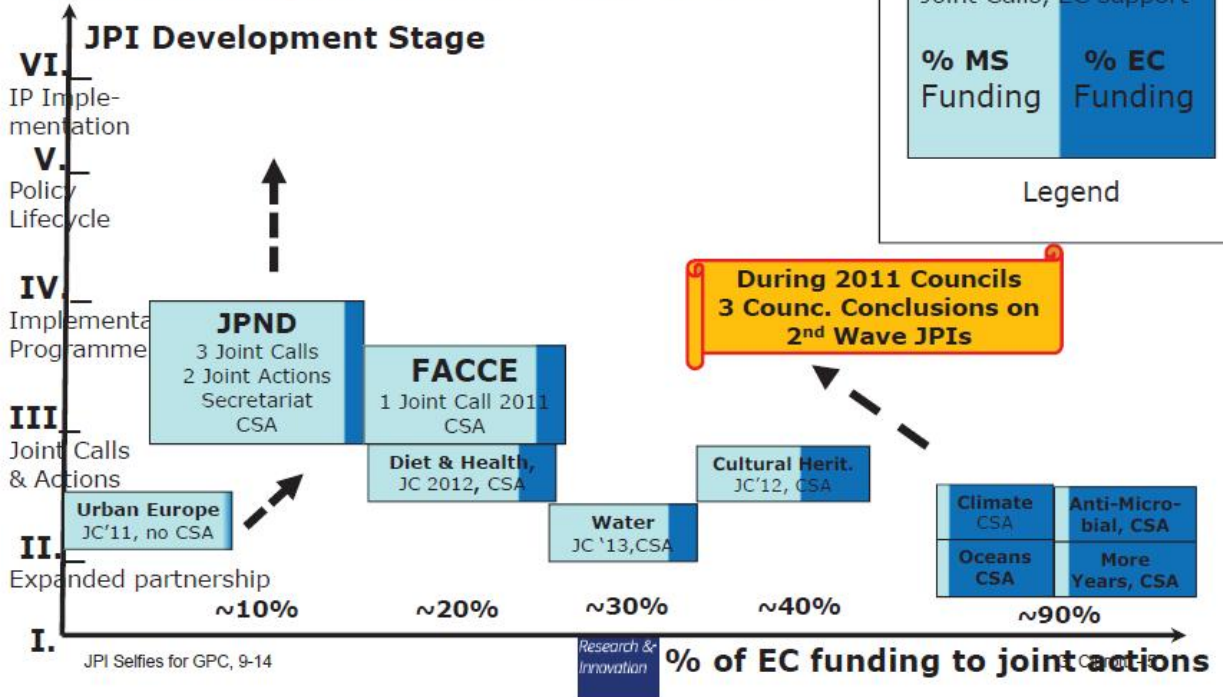 JPI Development Stage
VI.
IP Imple-
mentation
V.
Policy
Lifecycle
IV.
Implementa
Programme
III.
Joint Calls
& Actions
II.
Expanded partnership
I.
EC Support
% MS
Funding
% EC
Funding
Legend
During 2011 Councils
3 Counc. Conclusions on
2nd Wave JPIs
JPND
3 Joint Calls
2 Joint Actions
Secretariat
CSA
FACCE
1 Joint Call 2011
CSA
Diet & Health,
JC 2012, CSA
Cultural Herit.
JC'12, CSA
Urban Europe
JC'11, no CSA
Water
JC '13,CSA
Climate
CSA
Anti-Micro-
bial, CSA
Oceans
CSA
More
Years, CSA
~10%
~20%
~30%
~40%
~90%
JPI Selfies for GPC, 9-14
Research &
Innovation
% of EC funding to joint actions